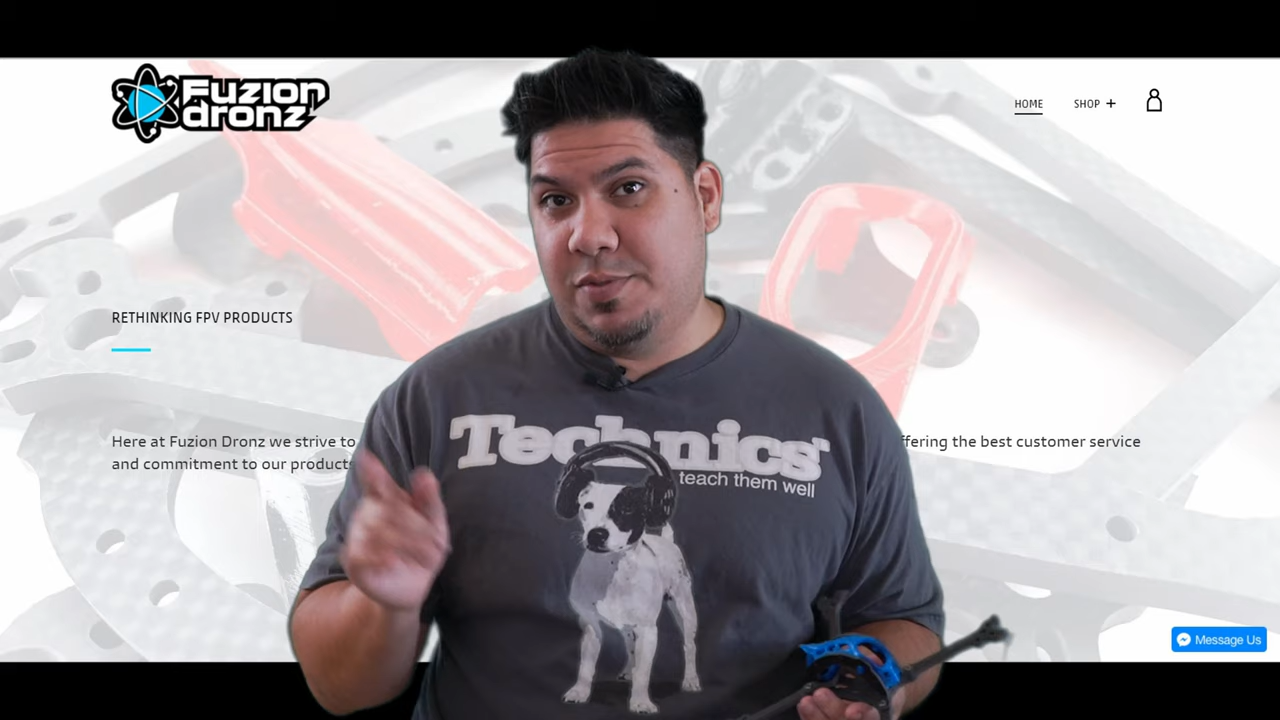 Fuzion
dronz
HOME
SHOP +
RETHINKING FPV PRODUCTS
Here at Fuzion Dronz we strive to
ffering the best customer service
and commitment to our products
Technics
teach them well
Message Us